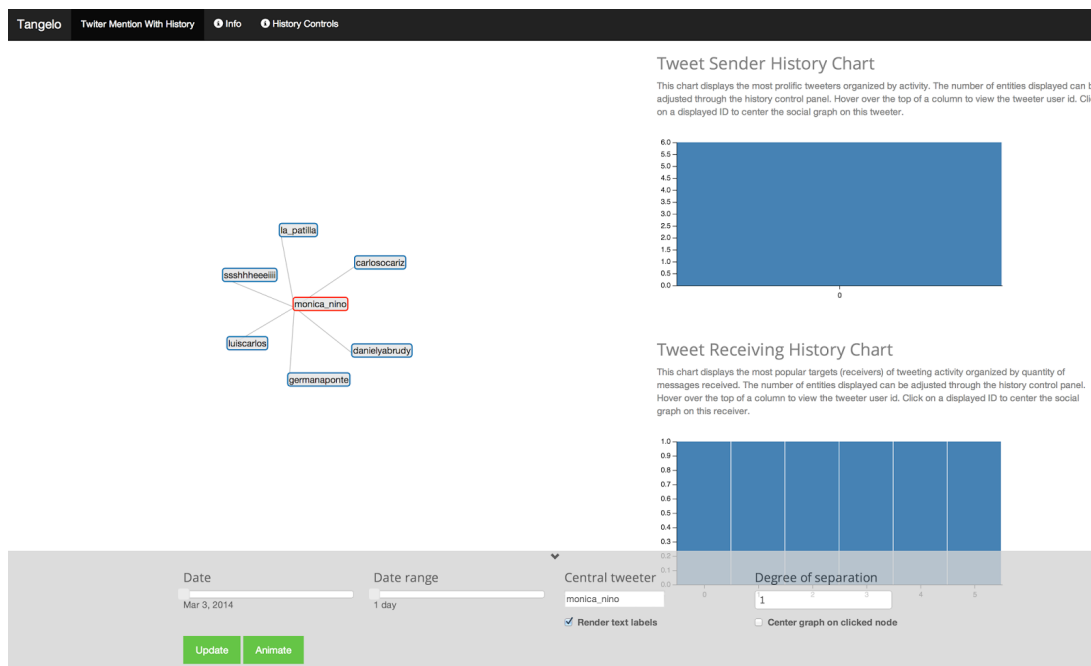 Tangelo Twiter Mention With History Info History Controls
la_patilla
carlosocariz
ssshhheeeiiii
monica_nino
luiscarlos
danielyabrudy
germanaponte
Tweet Sender History Chart
This chart displays the most prolific tweeters organized by activity. The number of entities displayed can
adjusted through the history control panel. Hover over the top of a column to view the tweeter user id.
on a displayed ID to center the social graph on this tweeter.
6.0
5.5
5.0
4.5
4.0
3.5
3.0
2.5
2.0
1.5
1.0
0.5
0.0
0
Tweet Receiving History Chart
This chart displays the most popular targets (receivers) of tweeting activity organized by quantity of
messages received. The number of entities displayed can be adjusted through the history control panel.
Hover over the top of a column to view the tweeter user id. Click on a displayed ID to center the social
graph on this receiver.
1.0
0.9
0.8
0.7
0.6
0.5
0.4
0.3
0.2
0.1
0.0
0 1 2 3 4 5
Date
Mar 3, 2014
Date range
1 day
Central tweeter
monica_nino
Render text labels
Degree of separation
1
Center graph on clicked node
Update Animate